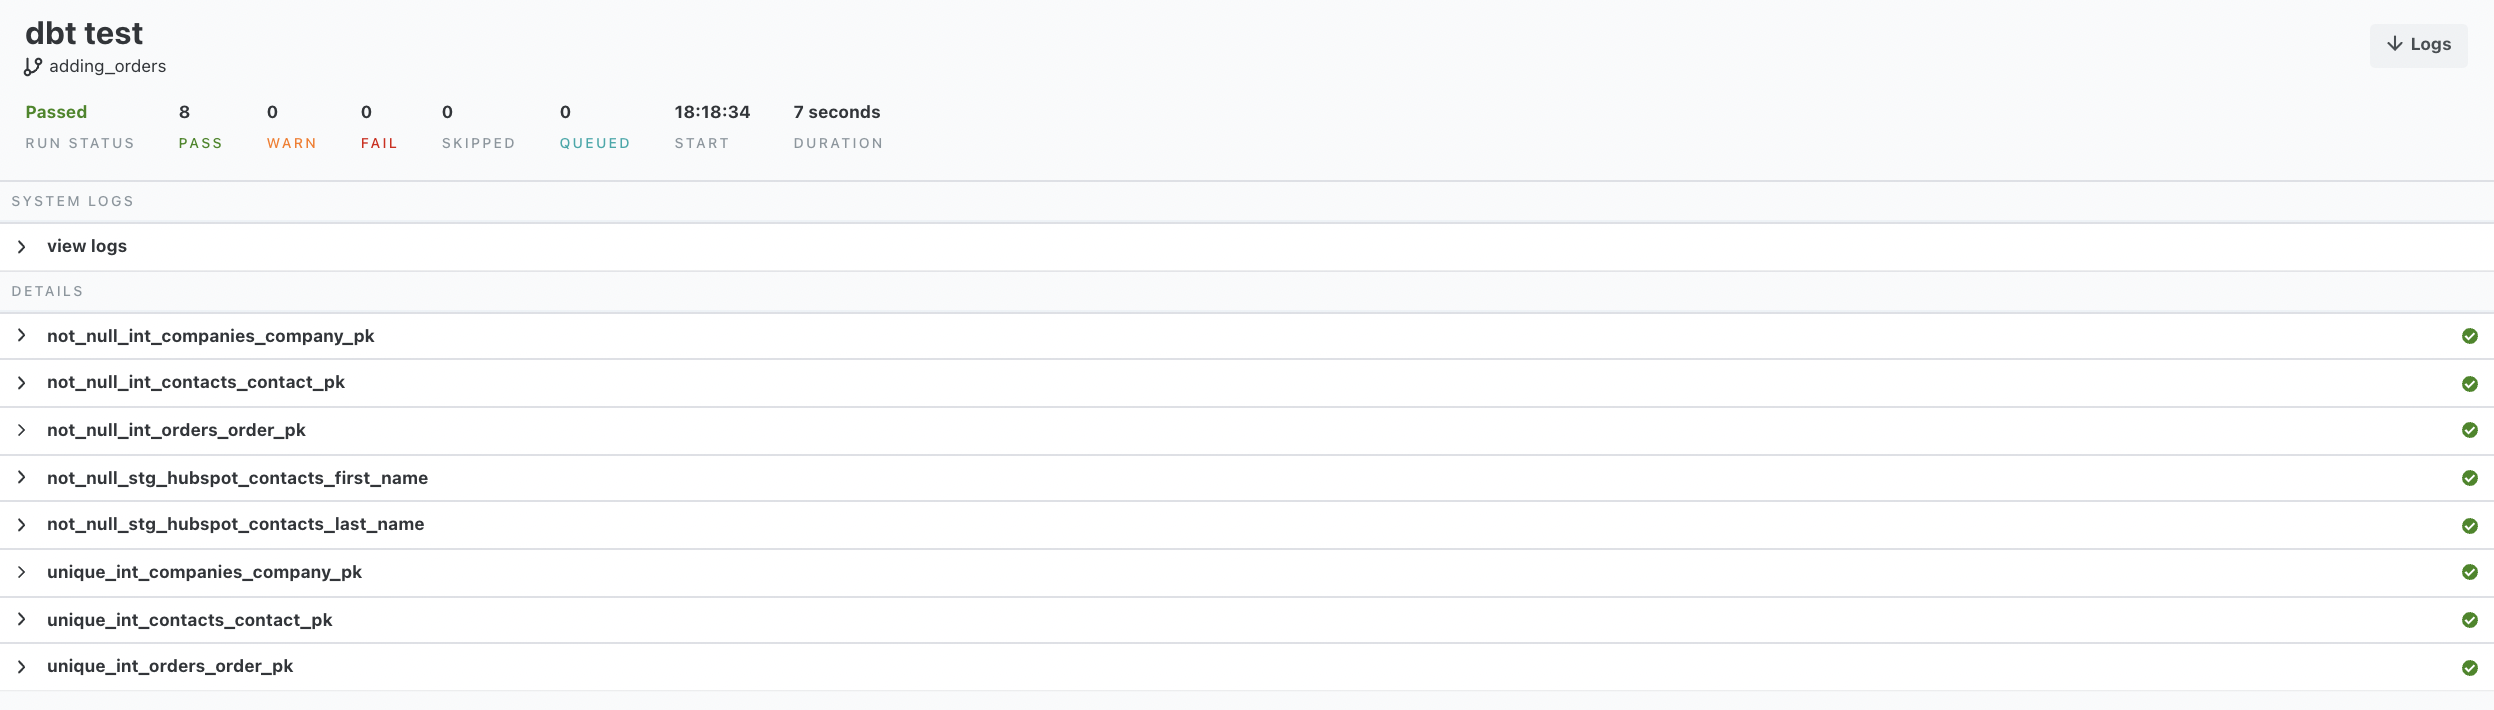 dbt test
Logs
adding_orders
Passed 8 0 0 0 0 18:18:34 7 seconds
RUN STATUS PASS WARN FAIL SKIPPED QUEUED START DURATION
SYSTEM LOGS
view logs
DETAILS
not_null_int_companies_company_pk
not_null_int_contacts_contact_pk
not_null_int_orders_order_pk
not_null_stg_hubspot_contacts_first_name
not_null_stg_hubspot_contacts_last_name
unique_int_companies_company_pk
unique_int_contacts_contact_pk
unique_int_orders_order_pk